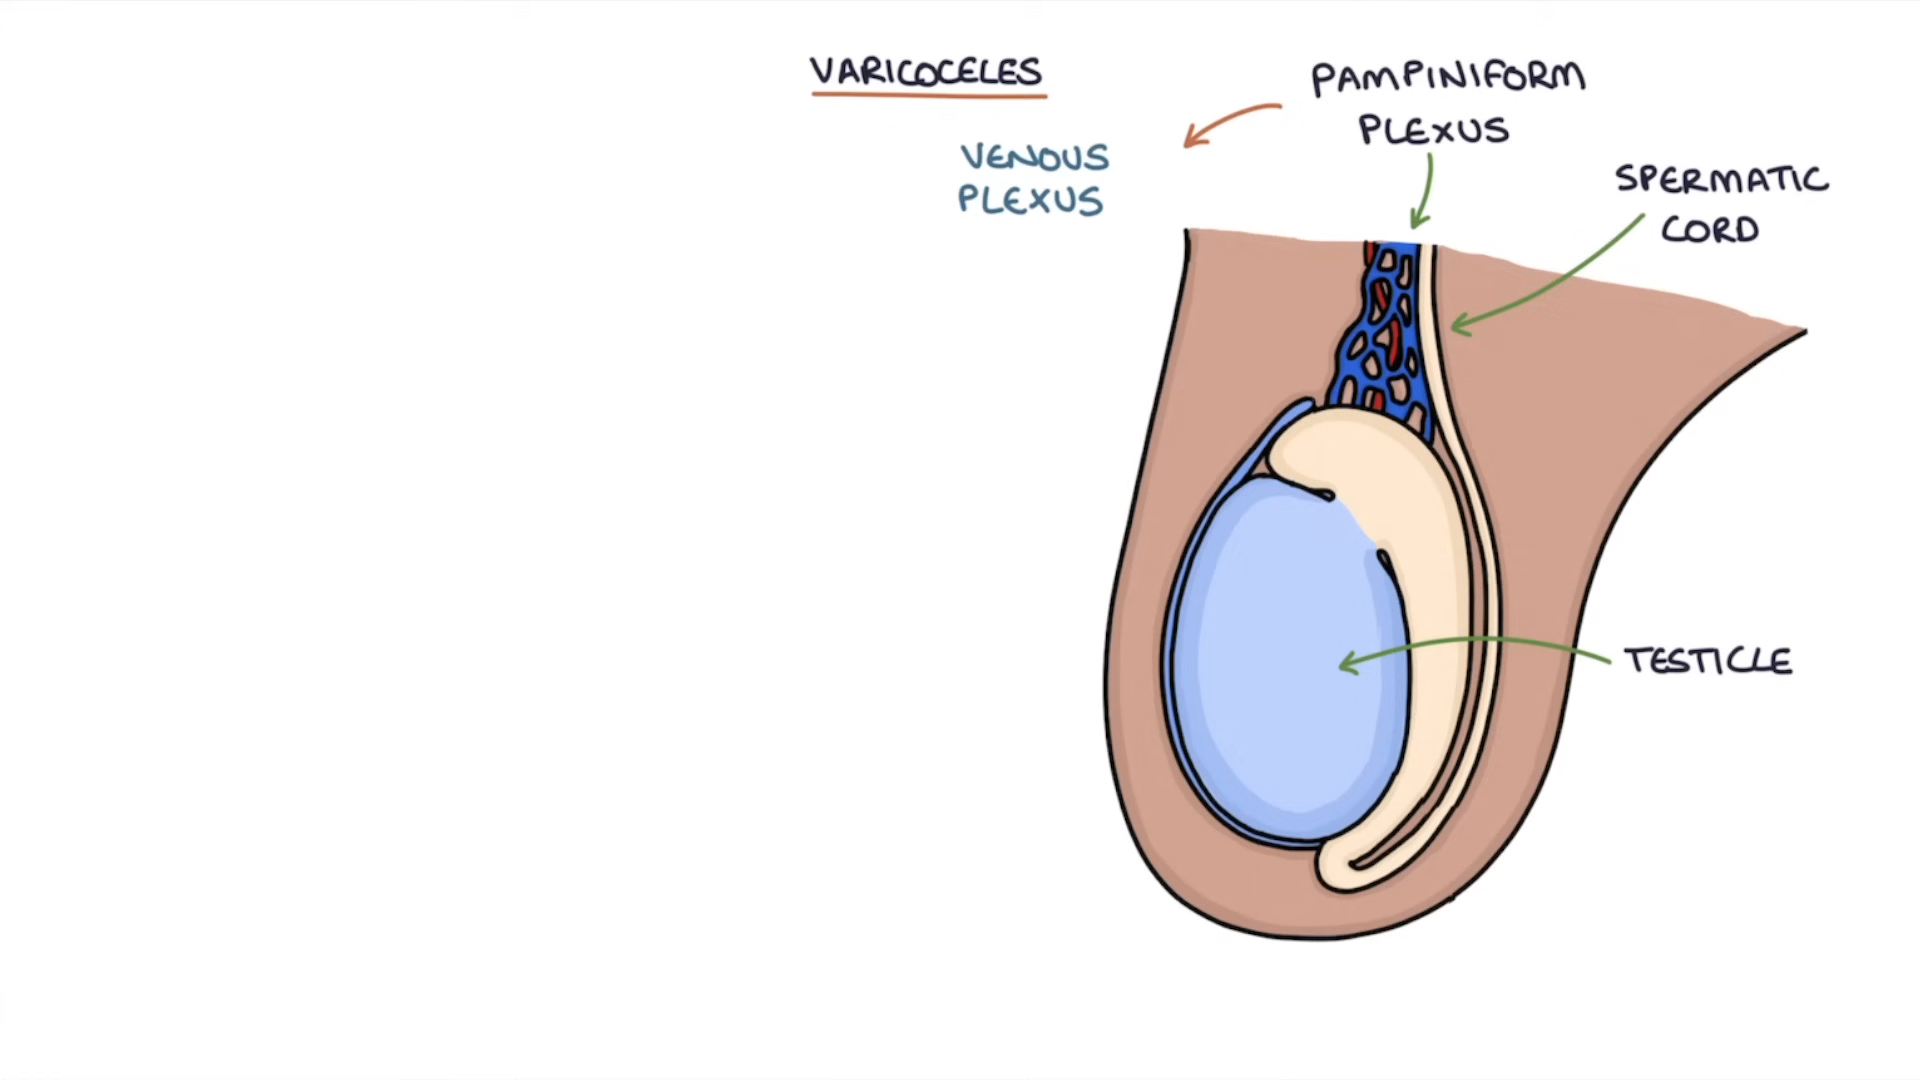 VARICOCELES
VENOUS
PLEXUS
PAMPINIFORM
PLEXUS
SPERMATIC
CORD
TESTICLE